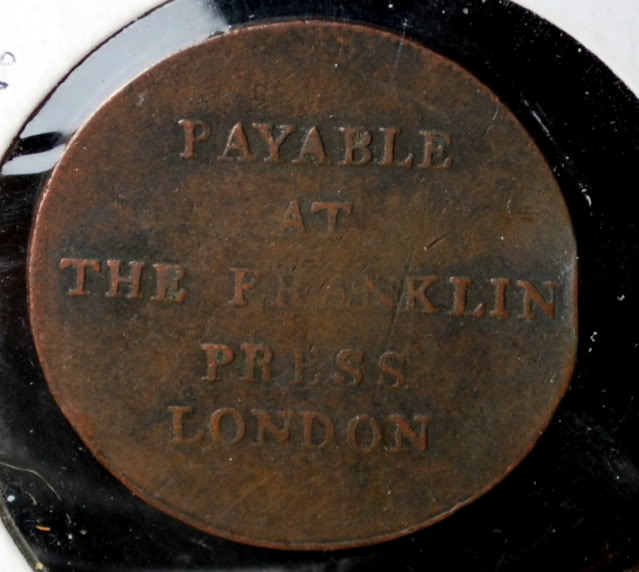 PAYABLE
AT
THE FRANKLIN
PRESS
LONDON